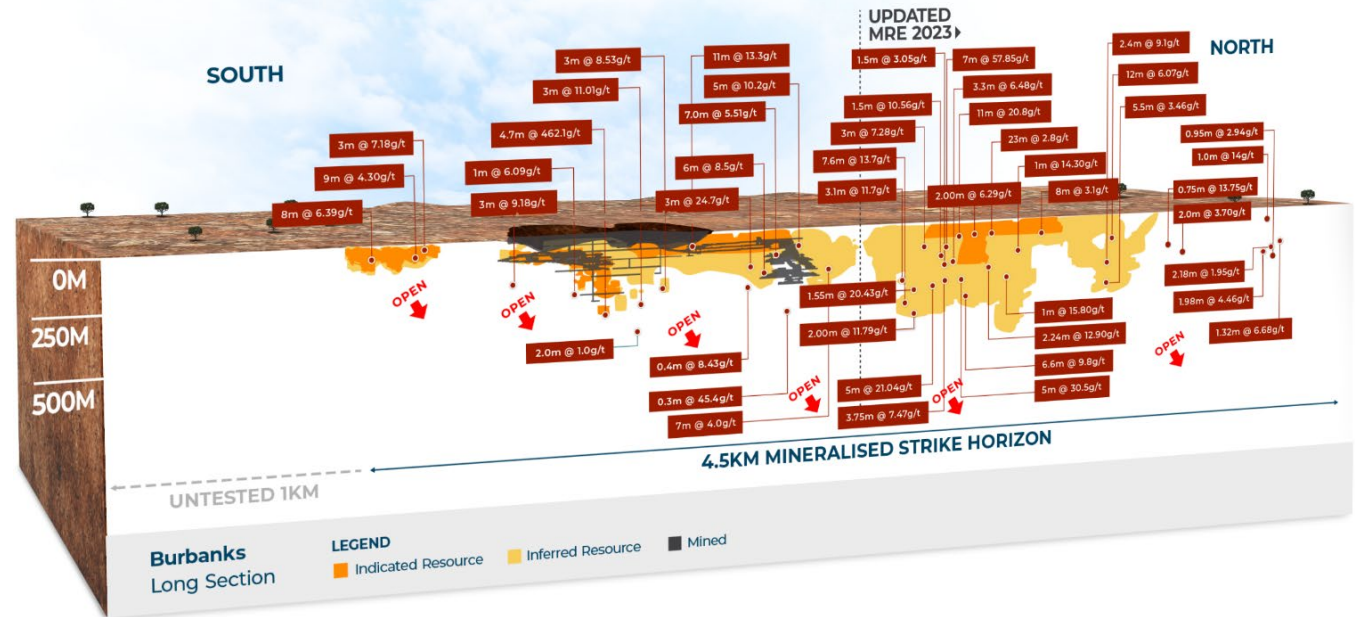 UPDATED
MRE 2023
SOUTH
NORTH
3m @ 8.53g/t
11m @ 13.3g/t
1.5m @ 3.05g/t
7m @ 57.85g/t
2.4m @ 9.1g/t
3m @ 11.01g/t
5m @ 10.2g/t
3.3m @ 6.48g/t
12m @ 6.07g/t
4.7m @ 462.1g/t
7.0m @ 5.51g/t
1.5m @ 10.56g/t
11m @ 20.8g/t
5.5m @ 3.46g/t
3m @ 7.18g/t
3m @ 7.28g/t
23m @ 2.8g/t
0.95m @ 2.94g/t
9m @ 4.30g/t
1m @ 6.09g/t
6m @ 8.5g/t
7.6m @ 13.7g/t
1m @ 14.30g/t
1.0m @ 14g/t
8m @ 6.39g/t
3m @ 9.18g/t
3m @ 24.7g/t
3.1m @ 11.7g/t
2.00m @ 6.29g/t
8m @ 3.1g/t
0.75m @ 13.75g/t
2.0m @ 3.70g/t
0M
250M
500M
OPEN
OPEN
OPEN
OPEN
OPEN
OPEN
1.55m @ 20.43g/t
2.18m @ 1.95g/t
2.00m @ 11.79g/t
1m @ 15.80g/t
1.98m @ 4.46g/t
2.0m @ 1.0g/t
2.24m @ 12.90g/t
1.32m @ 6.68g/t
0.4m @ 8.43g/t
6.6m @ 9.8g/t
0.3m @ 45.4g/t
5m @ 21.04g/t
5m @ 30.5g/t
7m @ 4.0g/t
3.75m @ 7.47g/t
4.5KM MINERALISED STRIKE HORIZON
UNTESTED 1KM
Burbanks
Long Section
LEGEND
Indicated Resource
Inferred Resource
Mined